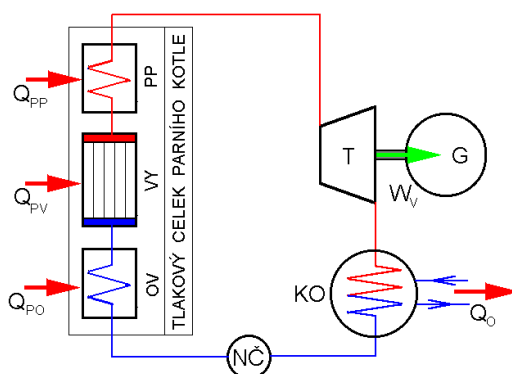 Q_PP
PP
TLAKOVÝ CELEK PARNÍHO KOTLE
Q_PV
VY
T
G
W_V
Q_PO
OV
KO
Q_O
NČ